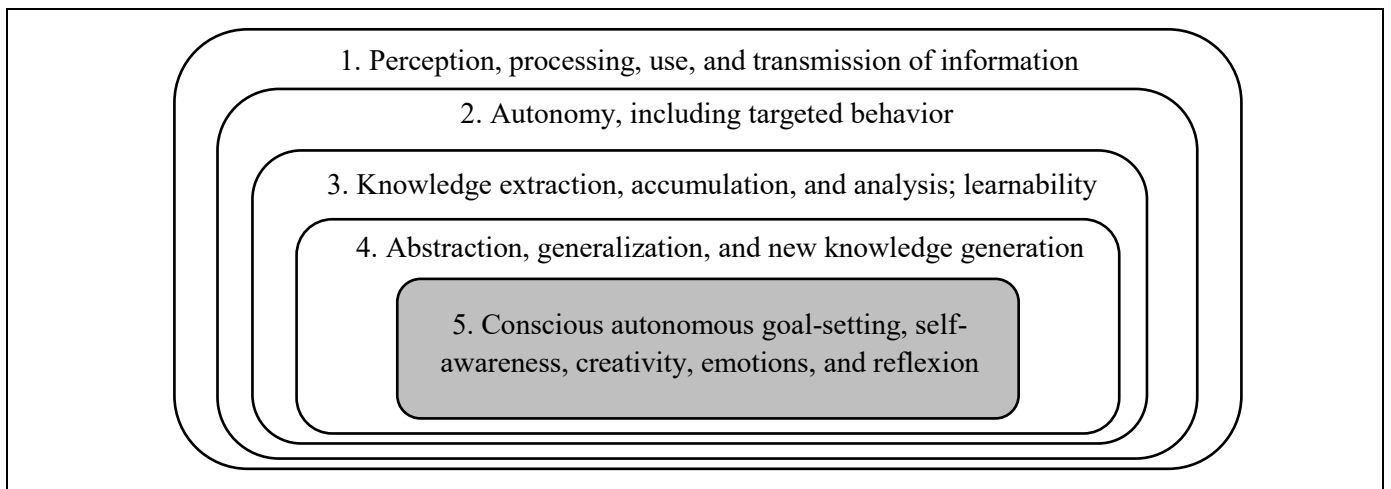 1. Perception, processing, use, and transmission of information
2. Autonomy, including targeted behavior
3. Knowledge extraction, accumulation, and analysis; learnability
4. Abstraction, generalization, and new knowledge generation
5. Conscious autonomous goal-setting, self-
awareness, creativity, emotions, and reflexion